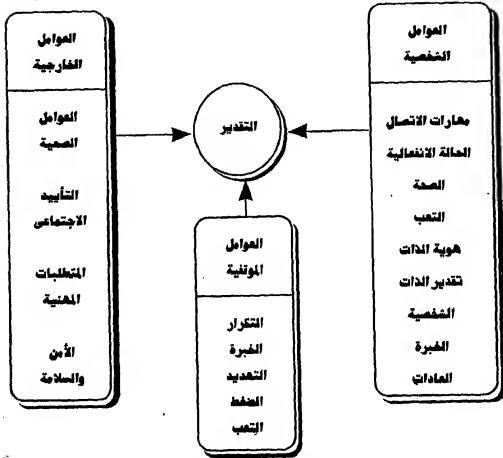 العوامل
الشخصية
مهارات الاتصال
الحالة الانفعالية
الصحة
التعب
هوية الذات
تقدير الذات
الشخصية
الخبرة
العادات
التقدير
العوامل
الخارجية
العوامل
الصحية
التأييد
الاجتماعى
المتطلبات
المهنية
الأمن
والسلامة
العوامل
الموقفية
التكرار
الخبرة
التهديد
الضغط
التعب